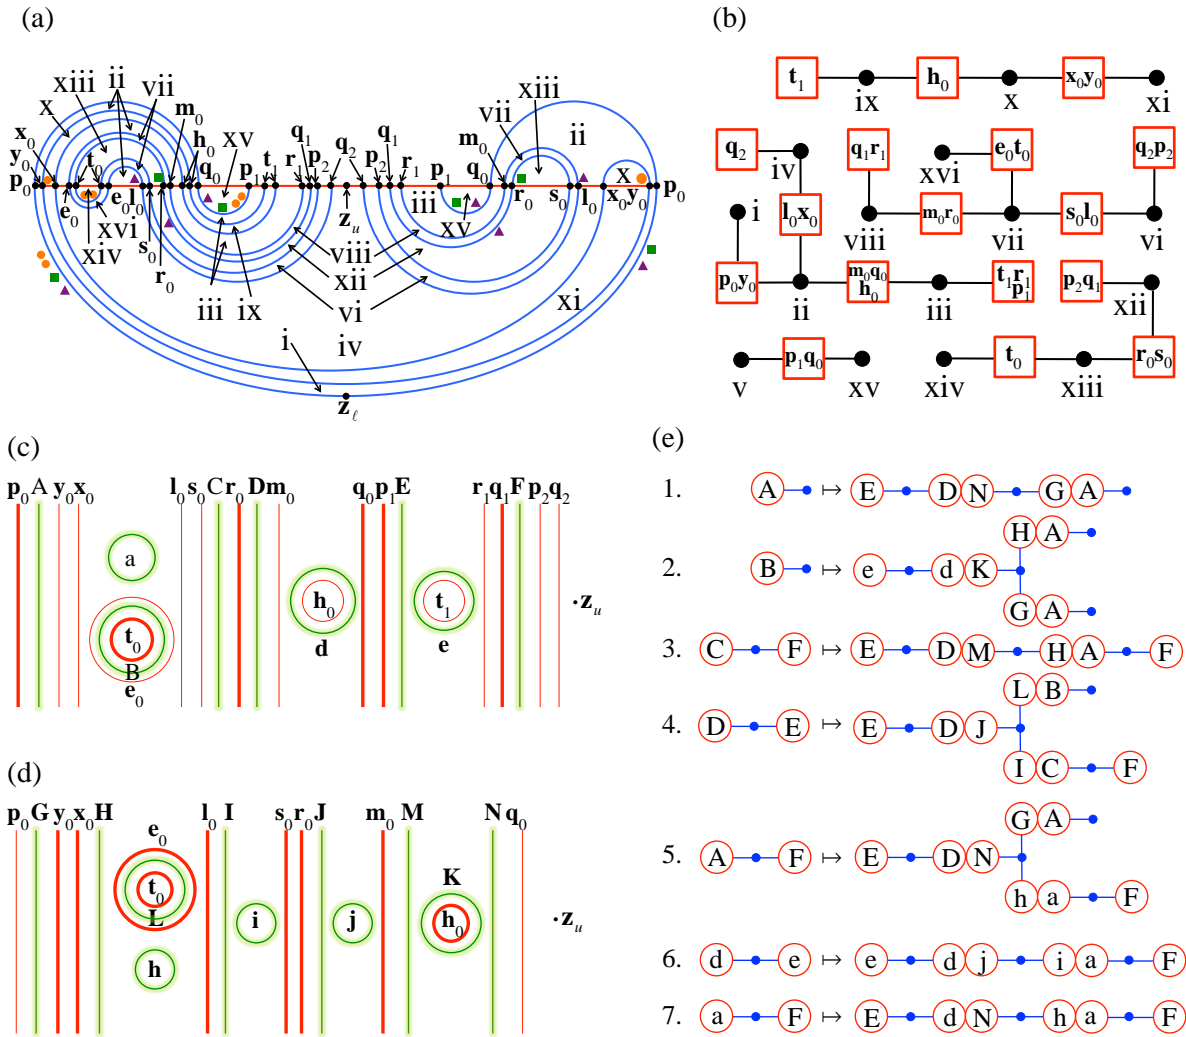 (a)
(b)
xiii ii vii
x
m₀
h₀
x₀
y₀
p₀
t₀
xv
q₀
p₁ t₁ r₁ p₂ q₁ q₂ p₂ q₁ r₁
p₁ q₀ m₀ vii xiii
ii
x
r₀ s₀ l₀ x₀ y₀ p₀
e₀ e₀ l₀
xvi
xiv
s₀
r₀
z_u
iii xv
viii
xii
iii ix vi
xi
i iv
z_ℓ
t₁ h₀ x₀y₀
ix x xi
q₂ q₁r₁ e₀t₀ q₂p₂
iv xvi
i l₀x₀ m₀r₀ s₀l₀
viii vii vi
p₀y₀ m₀q₀ h₀ t₁r₁ p₁ p₂q₁
ii iii xii
p₁q₀ t₀ r₀s₀
v xv xiv xiii
(c)
p₀ A y₀ x₀ l₀ s₀ C r₀ D m₀ q₀ p₁ E r₁ q₁ F p₂ q₂
a
h₀ t₁ · z_u
t₀
d e
B
e₀
(d)
p₀ G y₀ x₀ H l₀ I s₀ r₀ J m₀ M N q₀
e₀
t₀ K
L i j h₀ · z_u
h
(e)
1. A ↦ E D N G A
2. B ↦ e d K H A G A
3. C F ↦ E D M H A F
4. D E ↦ E D J L B I C F
5. A F ↦ E D N G A h a F
6. d e ↦ e d j i a F
7. a F ↦ E d N h a F